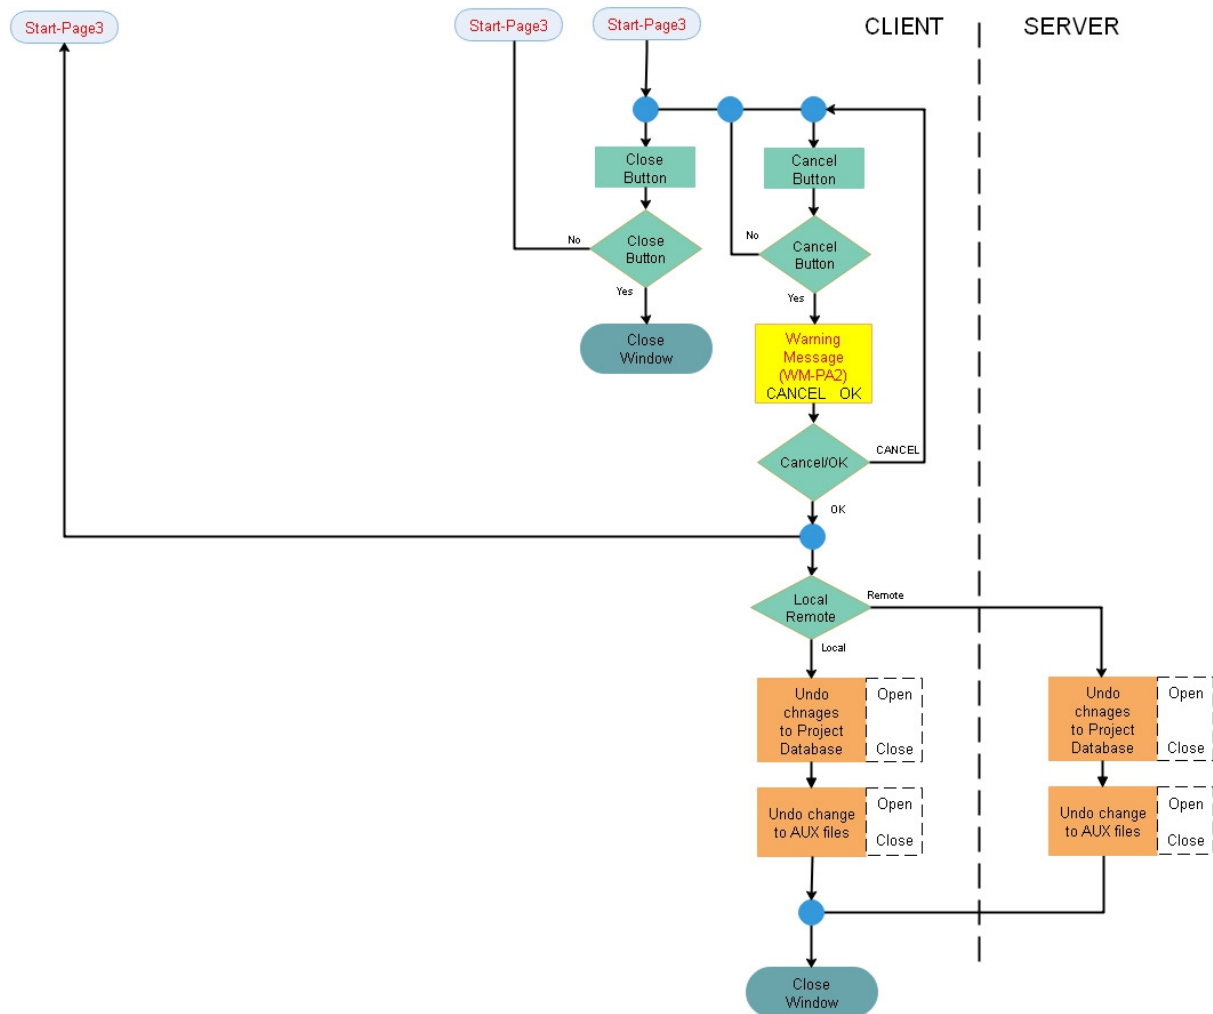 Start-Page3
Start-Page3
Start-Page3
CLIENT
SERVER
Close
Button
Cancel
Button
No
Close
Button
No
Cancel
Button
Yes
Yes
Close
Window
Warning
Message
(WM-PA2)
CANCEL OK
Cancel/OK
CANCEL
OK
Local
Remote
Remote
Local
Undo
chnages
to Project
Database
Open
Close
Undo
chnages
to Project
Database
Open
Close
Undo change
to AUX files
Open
Close
Undo change
to AUX files
Open
Close
Close
Window